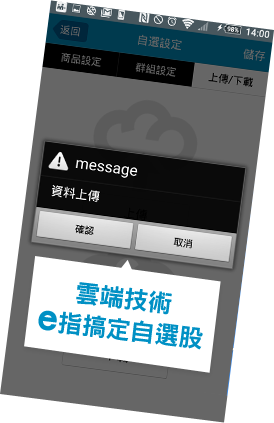 98% 14:00
返回 自選設定 儲存
商品設定 群組設定 上傳/下載
message
資料上傳
確認 取消
雲端技術
e指搞定自選股